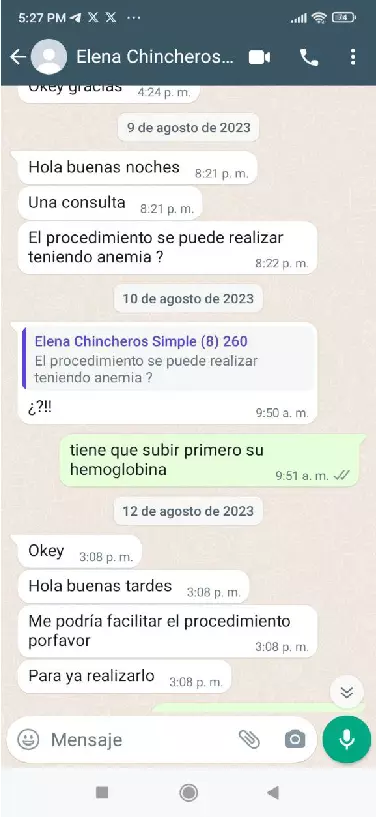 5:27 PM
74
Elena Chincheros...
Okey gracias 4:24 p. m.
9 de agosto de 2023
Hola buenas noches 8:21 p. m.
Una consulta 8:21 p. m.
El procedimiento se puede realizar
teniendo anemia ?
8:22 p. m.
10 de agosto de 2023
Elena Chincheros Simple (8) 260
El procedimiento se puede realizar
teniendo anemia ?
¿?!! 9:50 a. m.
tiene que subir primero su
hemoglobina 9:51 a. m.
12 de agosto de 2023
Okey 3:08 p. m.
Hola buenas tardes 3:08 p. m.
Me podría facilitar el procedimiento
porfavor 3:08 p. m.
Para ya realizarlo 3:08 p. m.
Mensaje